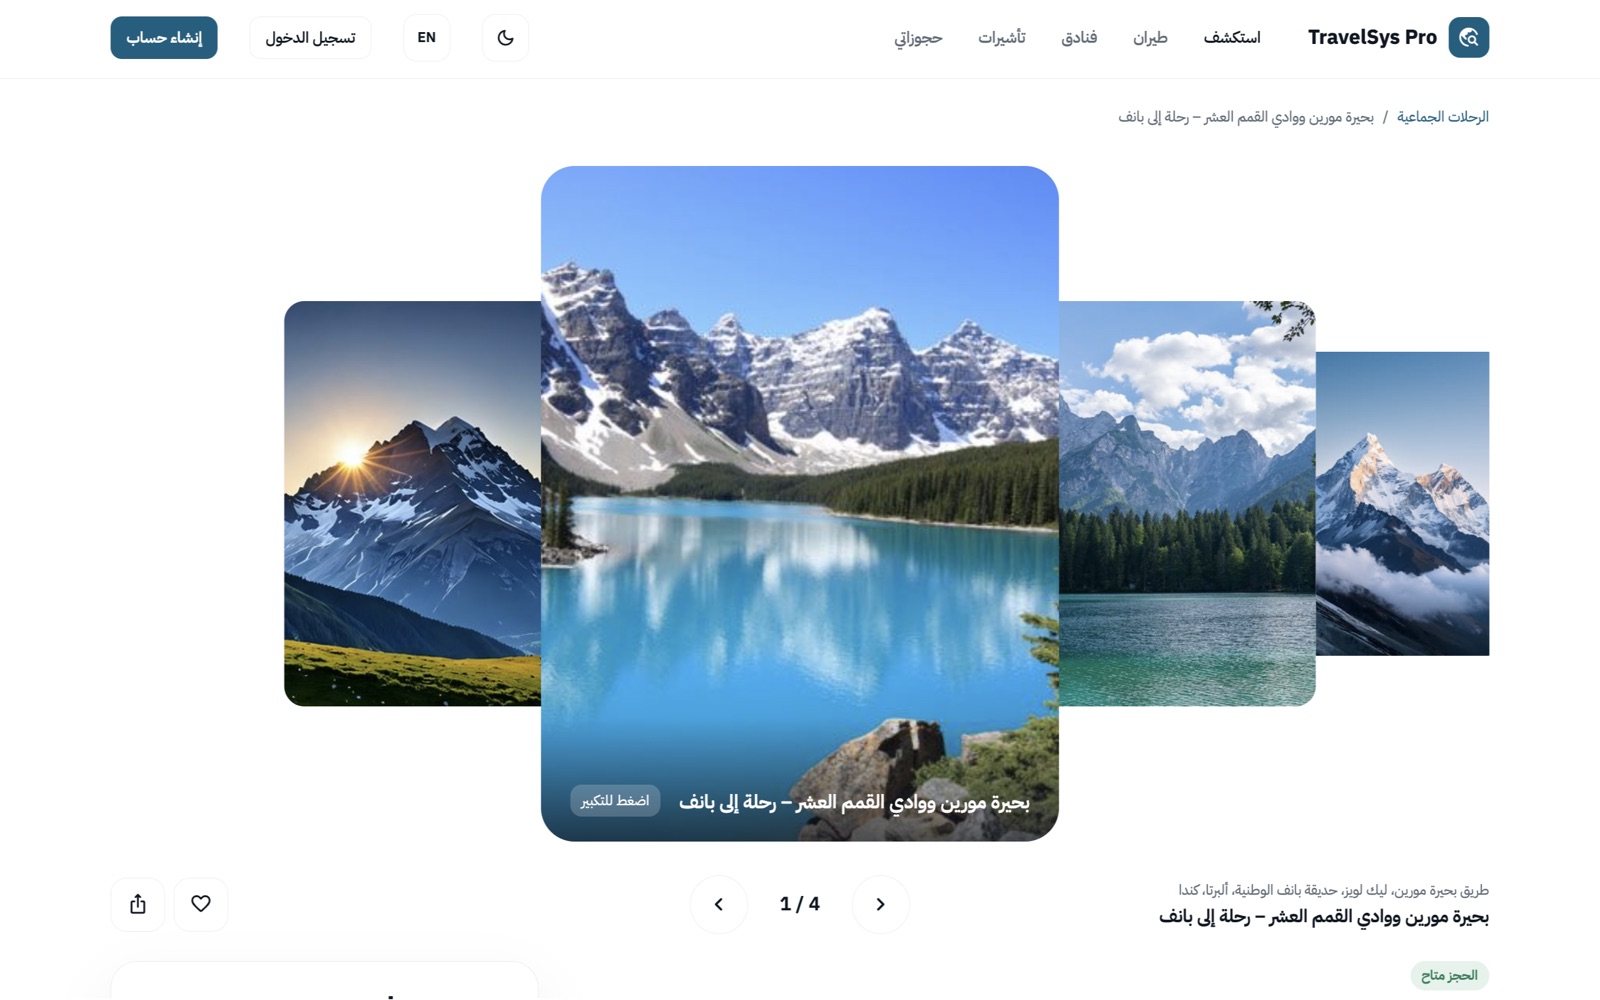 TravelSys Pro
استكشف
طيران
فنادق
تأشيرات
حجوزاتي
EN
تسجيل الدخول
إنشاء حساب
الرحلات الجماعية / بحيرة مورين ووادي القمم العشر – رحلة إلى بانف
بحيرة مورين ووادي القمم العشر – رحلة إلى بانف
اضغط للتكبير
طريق بحيرة مورين، ليك لويز، حديقة بانف الوطنية، ألبرتا، كندا
بحيرة مورين ووادي القمم العشر – رحلة إلى بانف
1 / 4
الحجز متاح